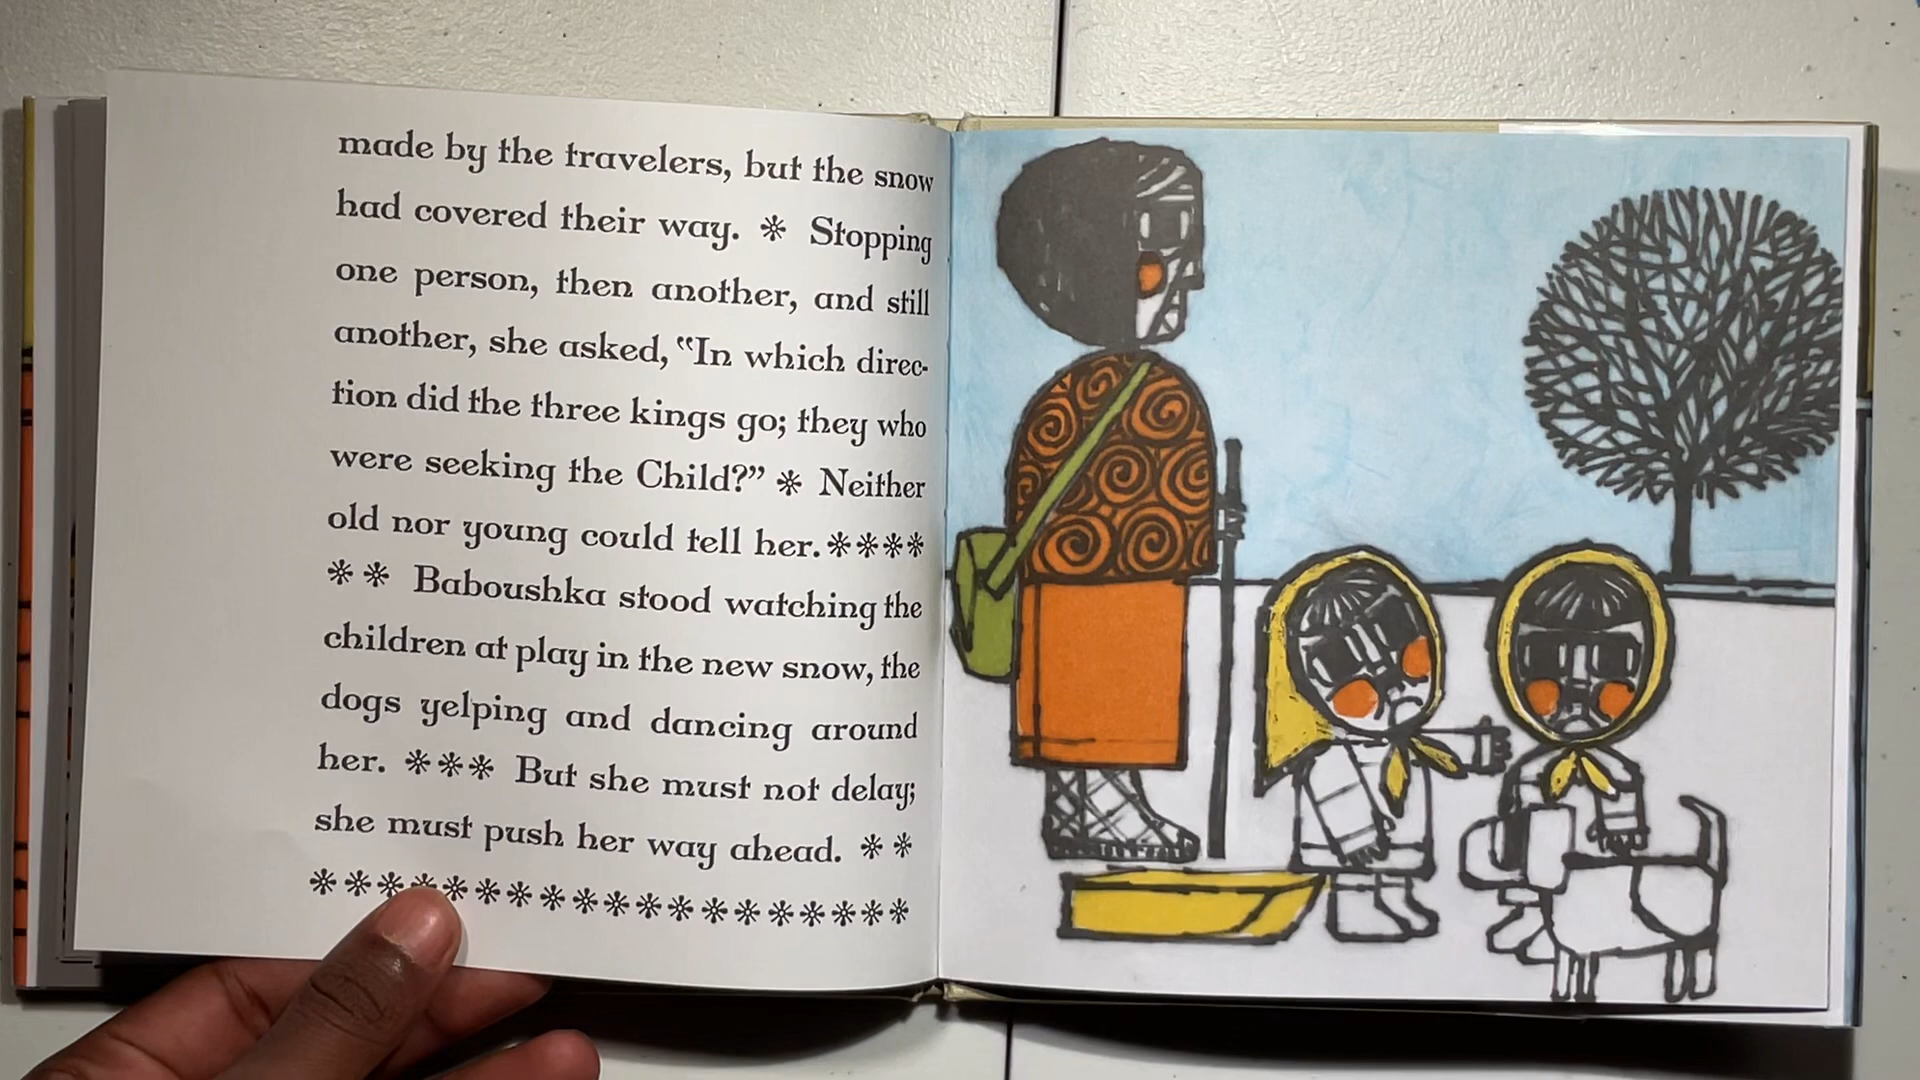 made by the travelers, but the snow
had covered their way. * Stopping
one person, then another, and still
another, she asked, "In which direc-
tion did the three kings go; they who
were seeking the Child?" * Neither
old nor young could tell her.****
** Baboushka stood watching the
children at play in the new snow, the
dogs yelping and dancing around
her. *** But she must not delay;
she must push her way ahead. **
*******************